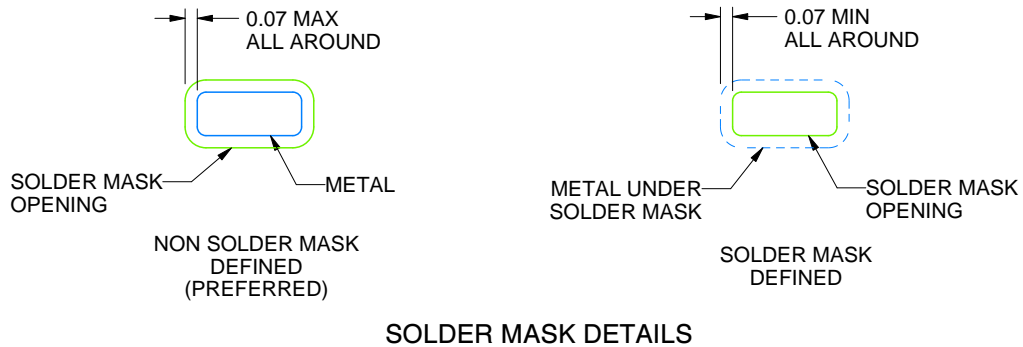 0.07 MAX
ALL AROUND
SOLDER MASK
OPENING
METAL
NON SOLDER MASK
DEFINED
(PREFERRED)
0.07 MIN
ALL AROUND
METAL UNDER
SOLDER MASK
SOLDER MASK
OPENING
SOLDER MASK
DEFINED
SOLDER MASK DETAILS